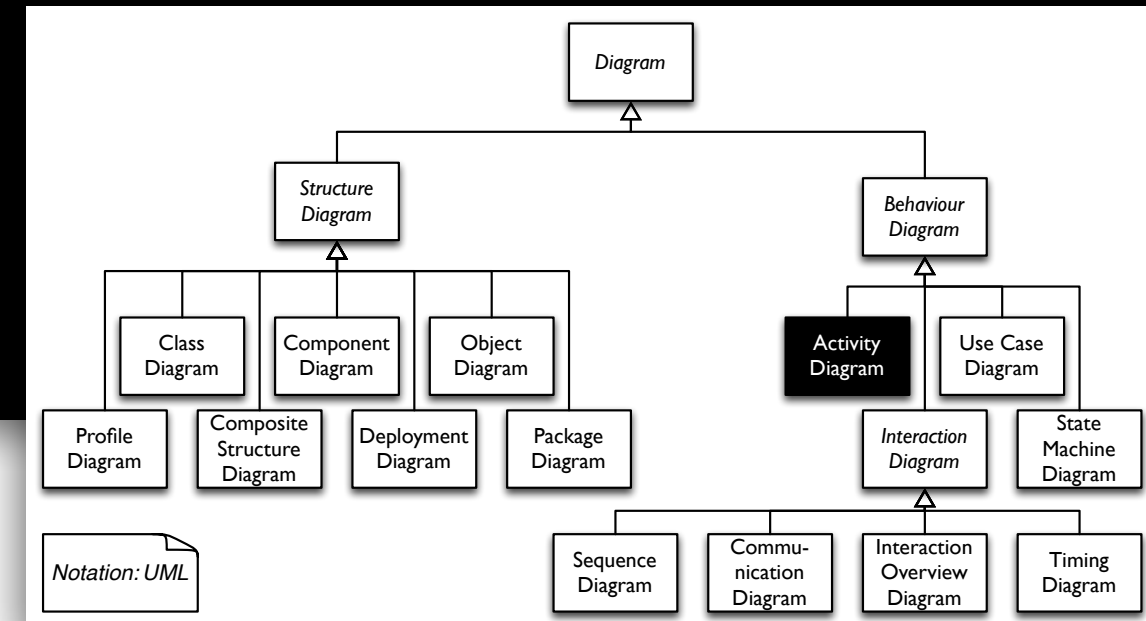 Diagram
Structure
Diagram
Behaviour
Diagram
Class
Diagram
Component
Diagram
Object
Diagram
Activity
Diagram
Use Case
Diagram
Profile
Diagram
Composite
Structure
Diagram
Deployment
Diagram
Package
Diagram
Interaction
Diagram
State
Machine
Diagram
Notation: UML
Sequence
Diagram
Commu-
nication
Diagram
Interaction
Overview
Diagram
Timing
Diagram